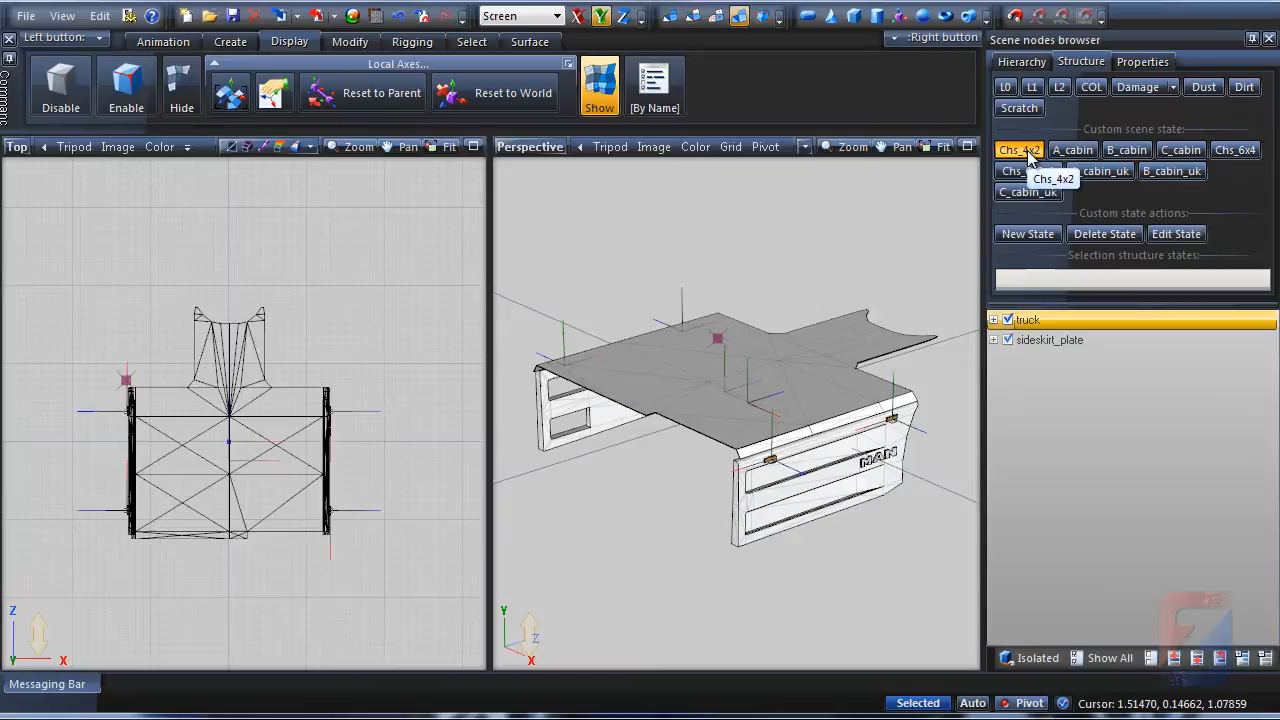 File View Edit Screen
Left button: Animation Create Display Modify Rigging Select Surface :Right button
Scene nodes browser
Hierarchy Structure Properties
Local Axes...
Disable Enable Hide Reset to Parent Reset to World Show [By Name]
L0 L1 L2 COL Damage Dust Dirt
Scratch
Custom scene state:
Chs_4x2 A_cabin B_cabin C_cabin Chs_6x4
Chs_ _cabin_uk B_cabin_uk
Chs_4x2
C_cabin_uk
Custom state actions:
New State Delete State Edit State
Selection structure states:
Top Tripod Image Color Zoom Pan Fit
Perspective Tripod Image Color Grid Pivot Zoom Pan Fit
truck
sideskirt_plate
MAN
Z
Y X
Y
Z
X
Isolated Show All
Messaging Bar
Selected Auto Pivot Cursor: 1.51470, 0.14662, 1.07859